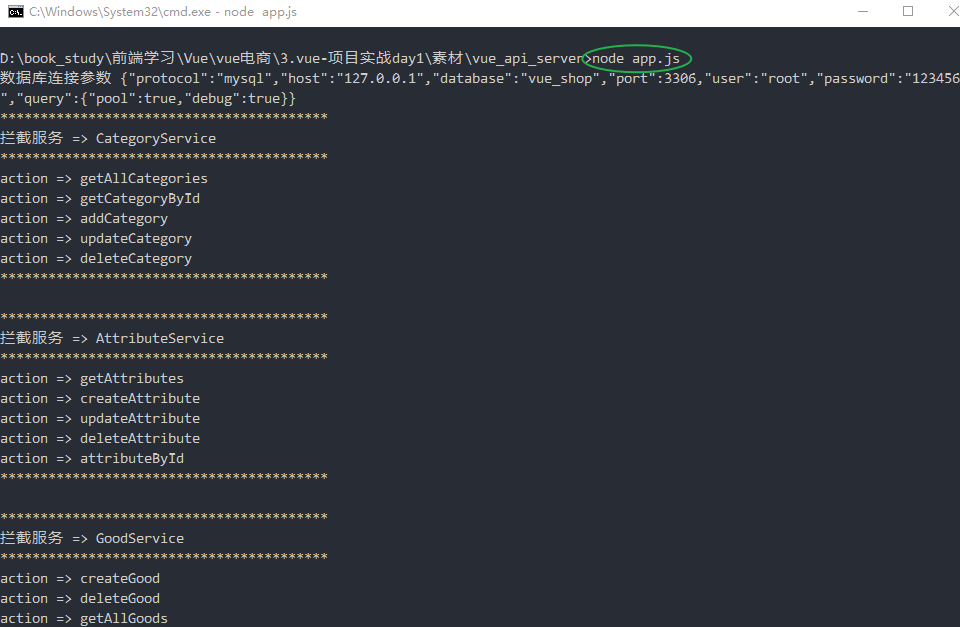 C:\Windows\System32\cmd.exe - node  app.js
D:\book_study\前端学习\Vue\vue电商\3.vue-项目实战day1\素材\vue_api_server>node app.js
数据库连接参数 {"protocol":"mysql","host":"127.0.0.1","database":"vue_shop","port":3306,"user":"root","password":"123456
","query":{"pool":true,"debug":true}}
*****************************************
拦截服务 => CategoryService
*****************************************
action => getAllCategories
action => getCategoryById
action => addCategory
action => updateCategory
action => deleteCategory
*****************************************
*****************************************
拦截服务 => AttributeService
*****************************************
action => getAttributes
action => createAttribute
action => updateAttribute
action => deleteAttribute
action => attributeById
*****************************************
*****************************************
拦截服务 => GoodService
*****************************************
action => createGood
action => deleteGood
action => getAllGoods